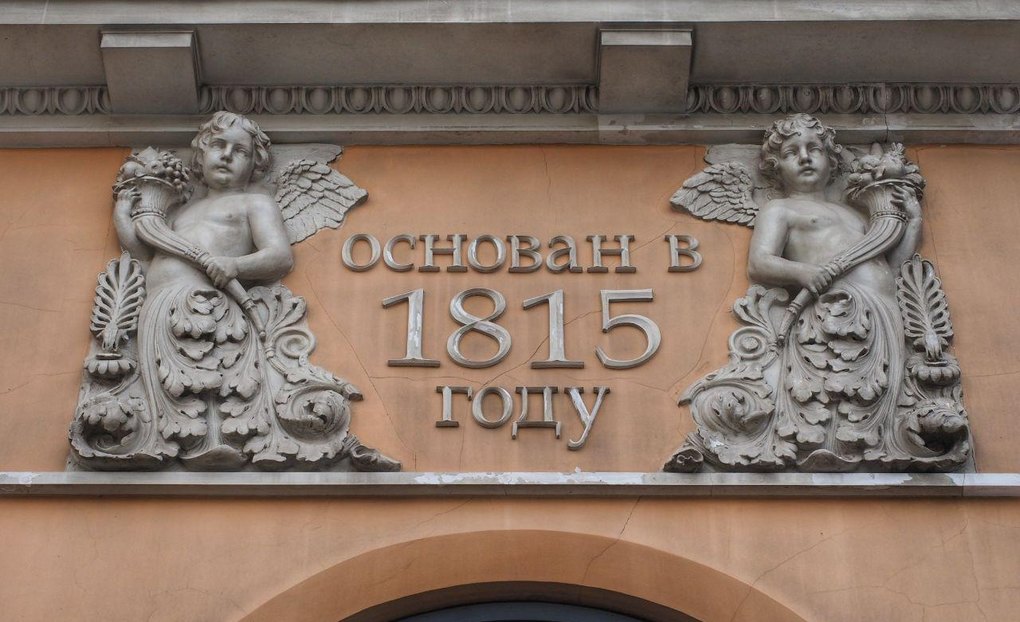 основан в
1815
году